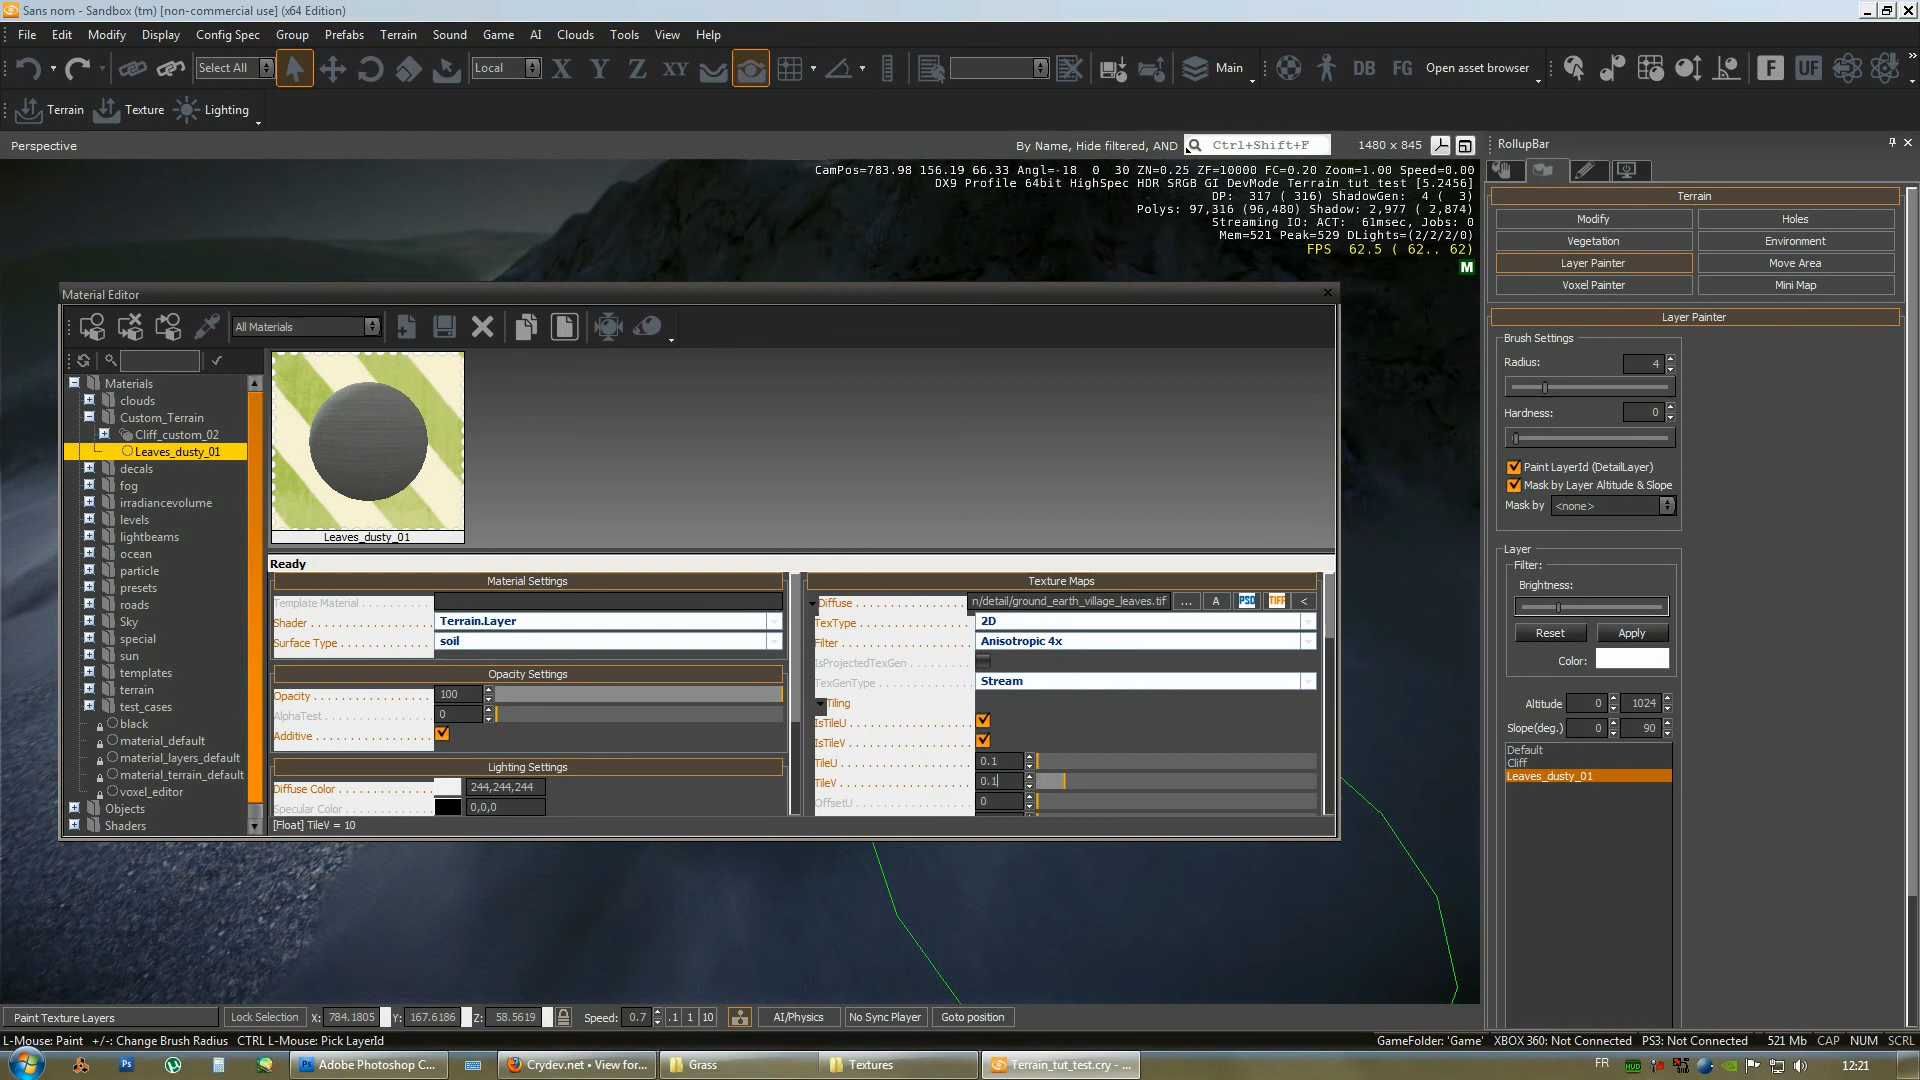 Sans nom - Sandbox (tm) [non-commercial use] (x64 Edition)
File Edit Modify Display Config Spec Group Prefabs Terrain Sound Game AI Clouds Tools View Help
Select All Local X Y Z XY Main DB FG Open asset browser F UF
Terrain Texture Lighting
Perspective By Name, Hide filtered, AND Ctrl+Shift+F 1480 x 845 RollupBar
CamPos=783.98 156.19 66.33 Angl=-18 0 30 ZN=0.25 ZF=10000 FC=0.20 Zoom=1.00 Speed=0.00
DX9 Profile 64bit HighSpec HDR SRGB GI DevMode Terrain_tut_test [5.2456]
DP: 317 ( 316) ShadowGen: 4 ( 3)
Polys: 97,316 (96,480) Shadow: 2,977 ( 2,874)
Streaming IO: ACT: 61msec, Jobs: 0
Mem=521 Peak=529 DLights=(2/2/2/0)
FPS 62.5 ( 62.. 62)
M
Terrain
Modify Holes
Vegetation Environment
Layer Painter Move Area
Voxel Painter Mini Map
Layer Painter
Brush Settings
Radius: 4
Hardness: 0
Paint LayerId (DetailLayer)
Mask by Layer Altitude & Slope
Mask by <none>
Layer
Filter:
Brightness:
Reset Apply
Color:
Altitude 0 1024
Slope(deg.) 0 90
Default
Cliff
Leaves_dusty_01
Material Editor
All Materials
Materials
clouds
Custom_Terrain
Cliff_custom_02
Leaves_dusty_01
decals
fog
irradiancevolume
levels
lightbeams
ocean
particle
presets
roads
Sky
special
sun
templates
terrain
test_cases
black
material_default
material_layers_default
material_terrain_default
voxel_editor
Objects
Shaders
Leaves_dusty_01
Ready
Material Settings
Template Material
Shader Terrain.Layer
Surface Type soil
Opacity Settings
Opacity 100
AlphaTest 0
Additive
Lighting Settings
Diffuse Color 244,244,244
Specular Color 0,0,0
Texture Maps
Diffuse n/detail/ground_earth_village_leaves.tif ... A PSD TIFF <
TexType 2D
Filter Anisotropic 4x
IsProjectedTexGen
TexGenType Stream
Tiling
IsTileU
IsTileV
TileU 0.1
TileV 0.1
OffsetU 0
[Float] TileV = 10
Paint Texture Layers Lock Selection X: 784.1805 Y: 167.6186 Z: 58.5619 Speed: 0.7 .1 1 10 AI/Physics No Sync Player Goto position
L-Mouse: Paint +/-: Change Brush Radius CTRL L-Mouse: Pick LayerId GameFolder: 'Game' XBOX 360: Not Connected PS3: Not Connected 521 Mb CAP NUM SCRL
Ps Adobe Photoshop C... Crydev.net • View for... Grass Textures Terrain_tut_test.cry - ... FR 12:21